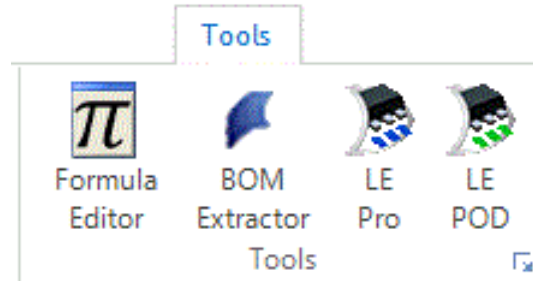 Tools
π
Formula Editor
BOM Extractor
LE Pro
LE POD
Tools